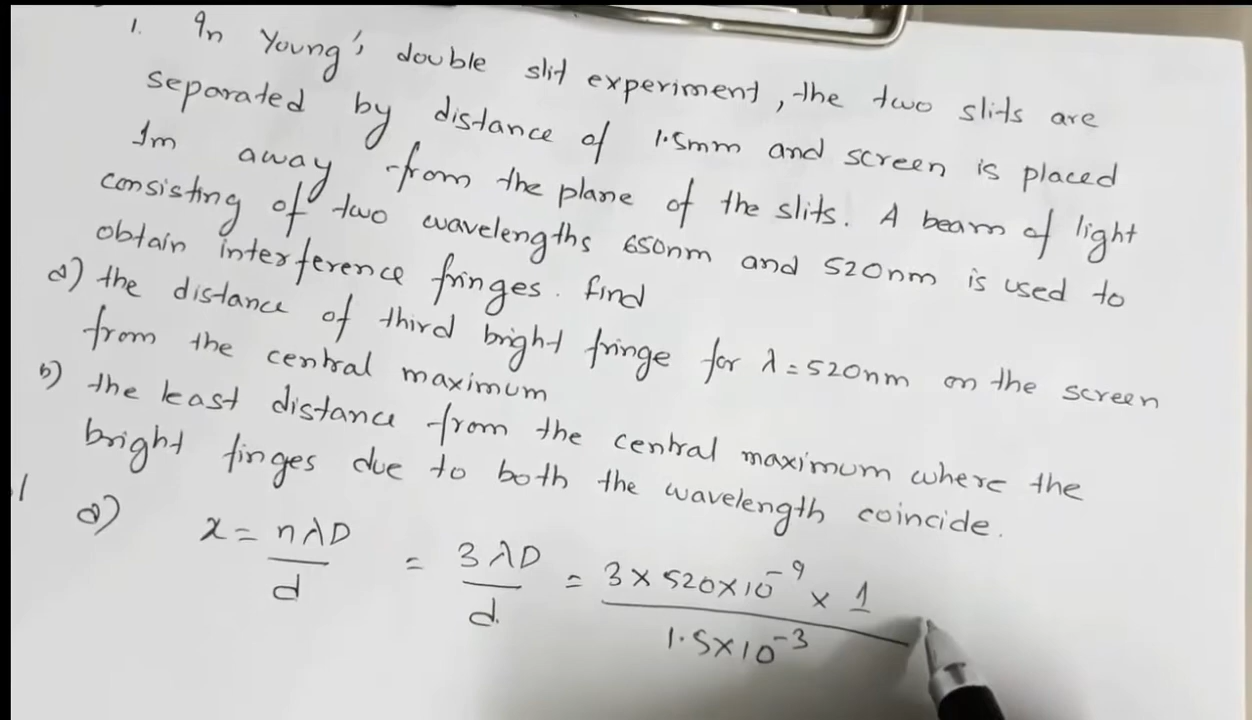 1. In Young's double slit experiment, the two slits are
separated by distance of 1.5mm and screen is placed
1m away from the plane of the slits. A beam of light
consisting of two wavelengths 650nm and 520nm is used to
obtain interference fringes. find
a) the distance of third bright fringe for λ=520nm on the screen
from the central maximum
b) the least distance from the central maximum where the
bright finges due to both the wavelength coincide.
a) x = nλD/d = 3λD/d = 3×520×10⁻⁹×1/1.5×10⁻³